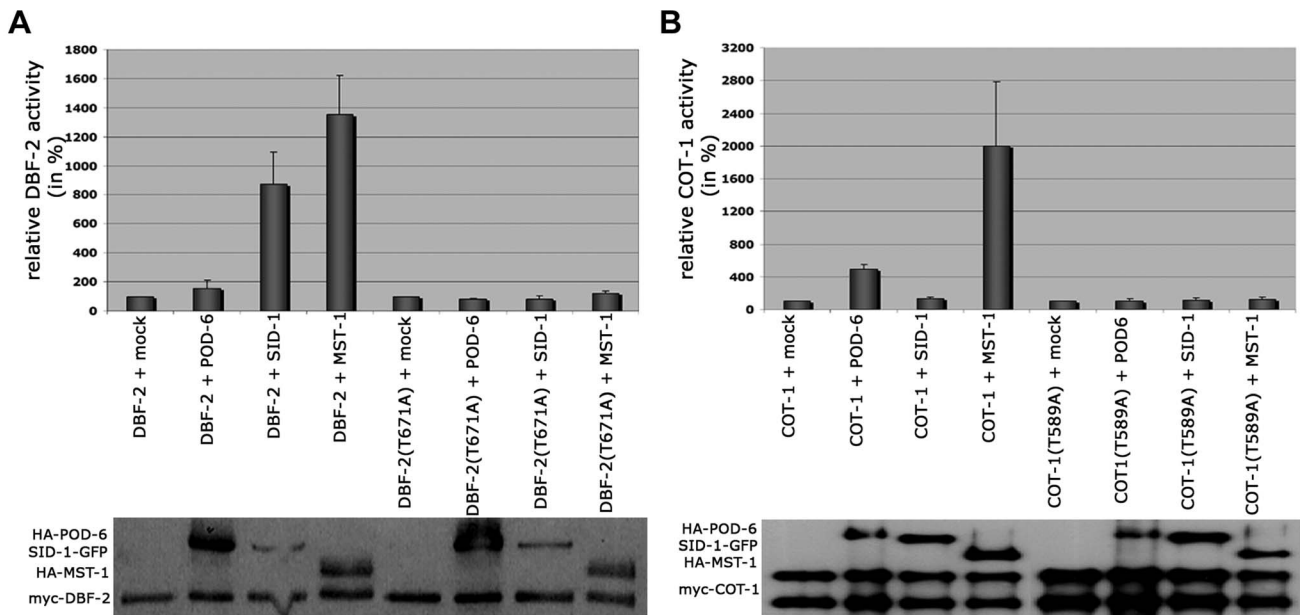 A
relative DBF-2 activity
(in %)
1800
1600
1400
1200
1000
800
600
400
200
0
DBF-2 + mock
DBF-2 + POD-6
DBF-2 + SID-1
DBF-2 + MST-1
DBF-2(T671A) + mock
DBF-2(T671A) + POD-6
DBF-2(T671A) + SID-1
DBF-2(T671A) + MST-1
HA-POD-6
SID-1-GFP
HA-MST-1
myc-DBF-2
B
relative COT-1 activity
(in %)
3200
2800
2400
2000
1600
1200
800
400
0
COT-1 + mock
COT-1 + POD-6
COT-1 + SID-1
COT-1 + MST-1
COT-1(T589A) + mock
COT1(T589A) + POD6
COT-1(T589A) + SID-1
COT-1(T589A) + MST-1
HA-POD-6
SID-1-GFP
HA-MST-1
myc-COT-1